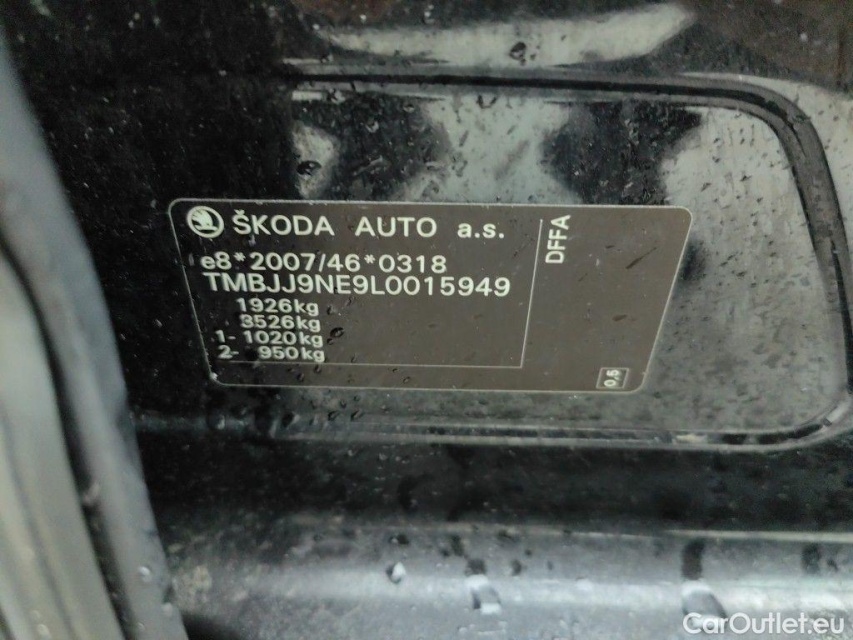 ŠKODA AUTO a.s.
e8*2007/46*0318
TMBJJ9NE9L0015949
1926kg
3526kg
1- 1020kg
2- 950kg
DFFA
0.5
CarOutlet.eu